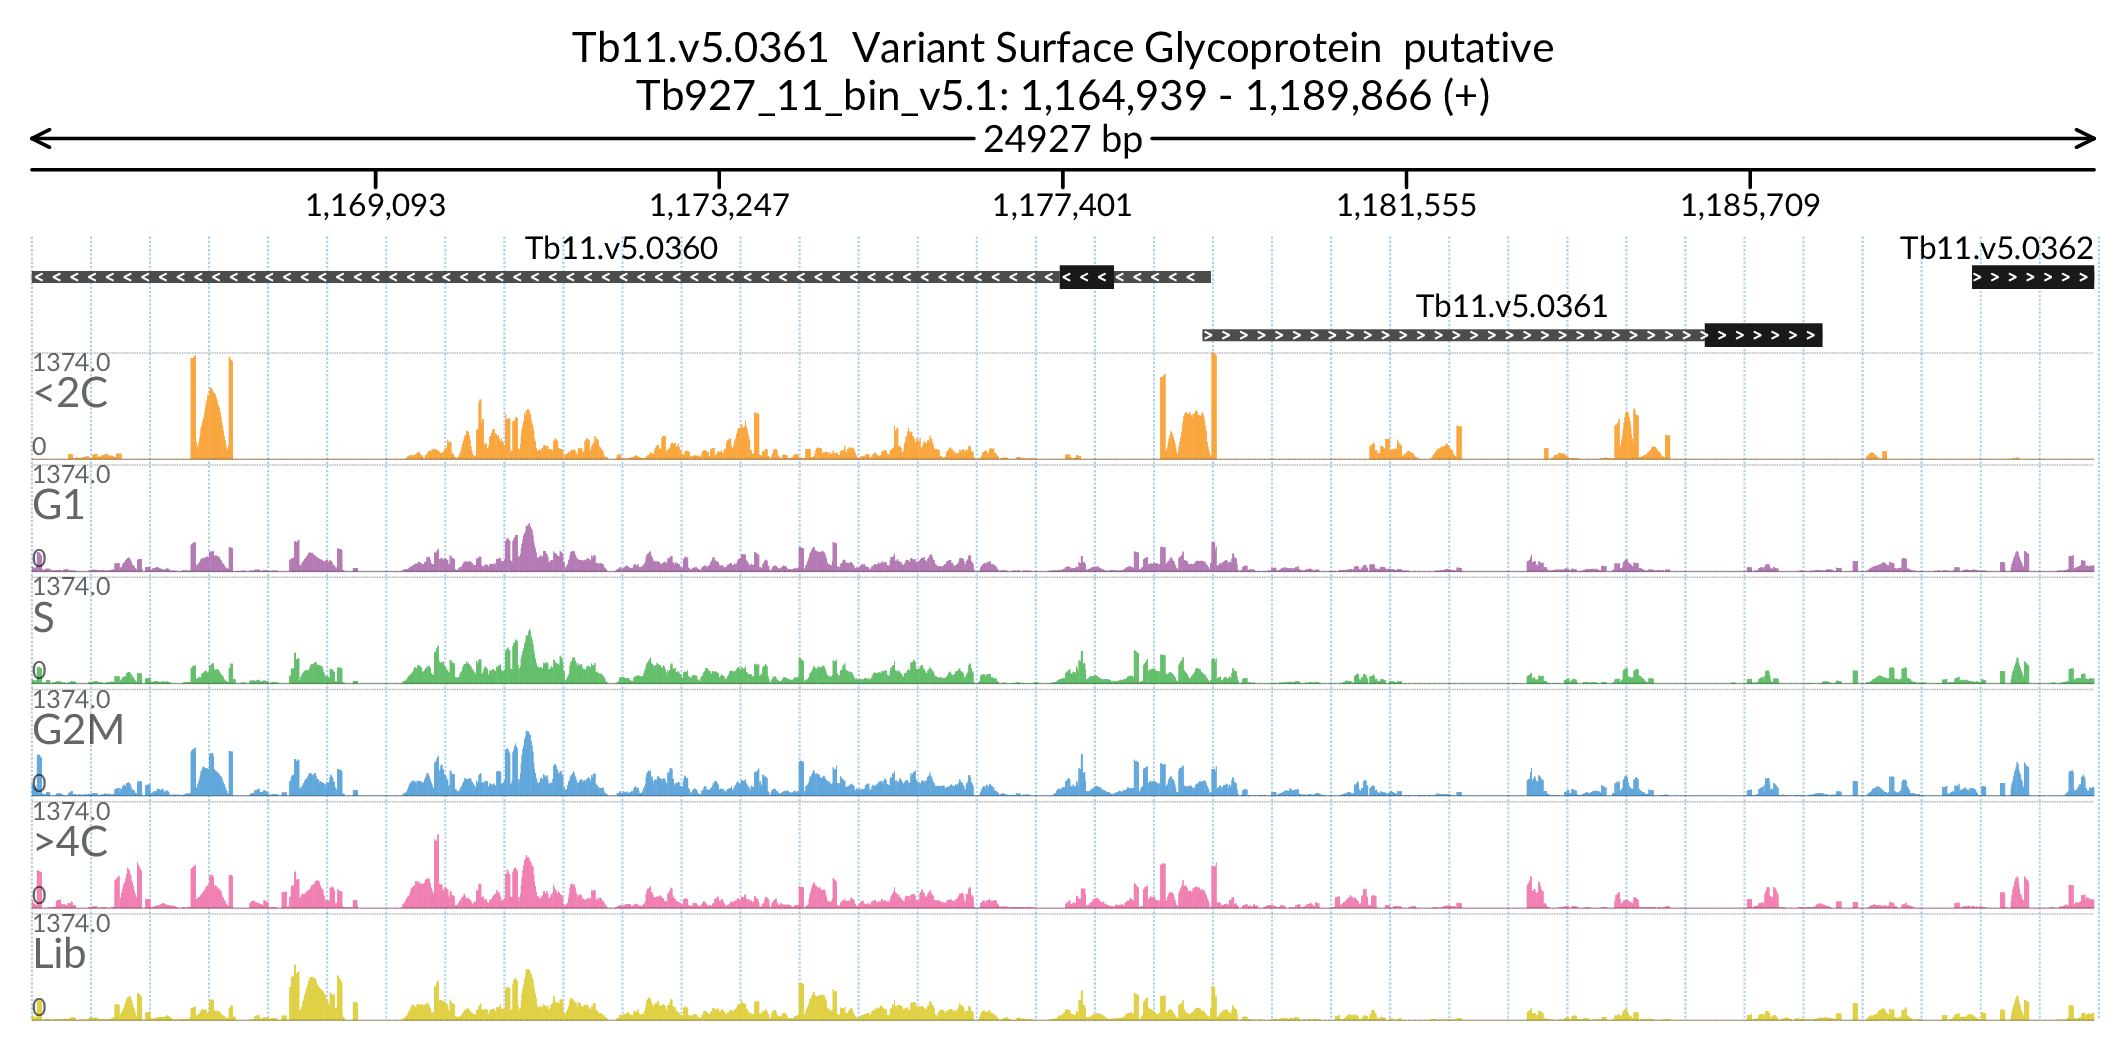 Tb11.v5.0361 Variant Surface Glycoprotein putative
Tb927_11_bin_v5.1: 1,164,939 - 1,189,866 (+)
24927 bp
1,169,093 1,173,247 1,177,401 1,181,555 1,185,709
Tb11.v5.0360 Tb11.v5.0362
Tb11.v5.0361
1374.0
<2C
0
1374.0
G1
0
1374.0
S
0
1374.0
G2M
0
1374.0
>4C
0
1374.0
Lib
0